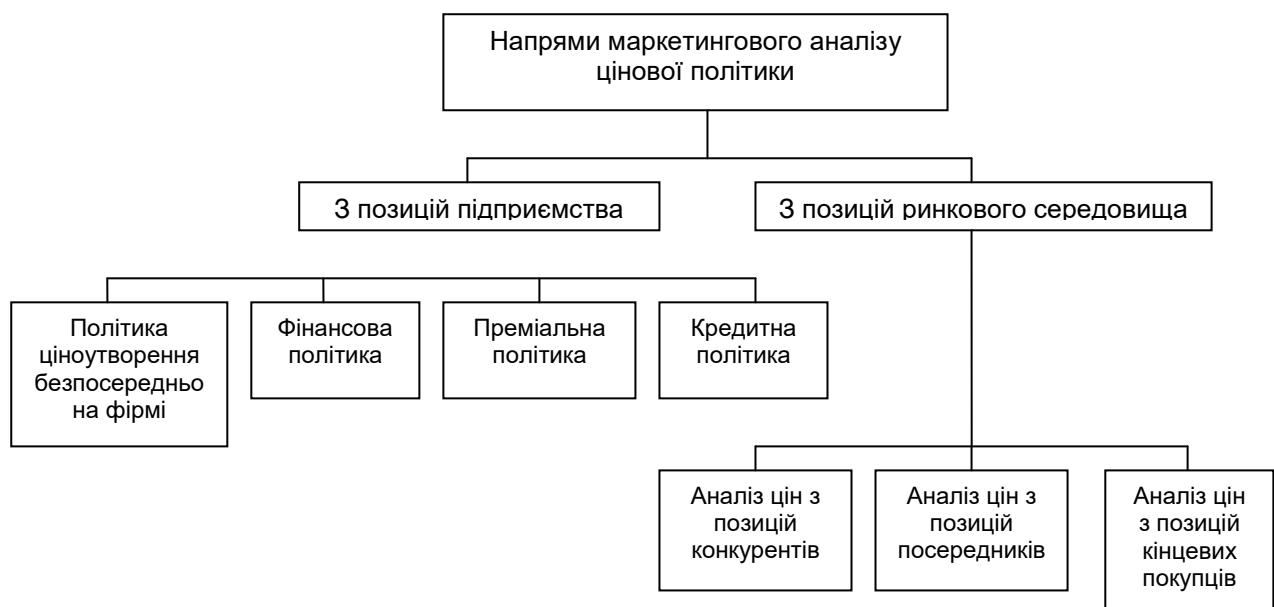 Напрями маркетингового аналізу
цінової політики
З позицій підприємства
З позицій ринкового середовища
Політика
ціноутворення
безпосередньо
на фірмі
Фінансова
політика
Преміальна
політика
Кредитна
політика
Аналіз цін з
позицій
конкурентів
Аналіз цін з
позицій
посередників
Аналіз цін
з позицій
кінцевих
покупців